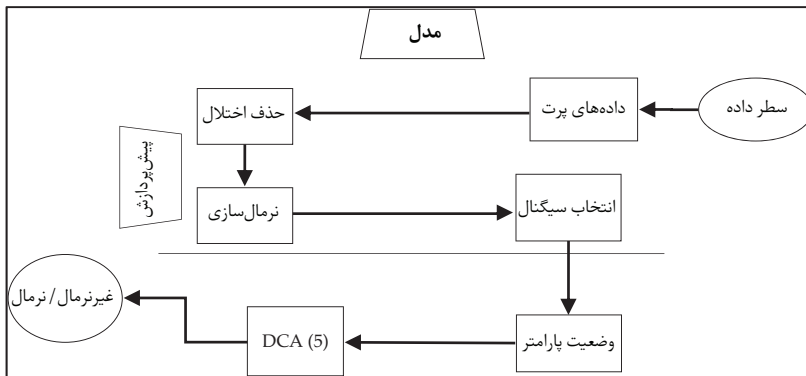 مدل
سطر داده
داده‌های پرت
حذف اختلال
پیش‌پردازش
نرمال‌سازی
انتخاب سیگنال
وضعیت پارامتر
DCA (5)
غیرنرمال / نرمال